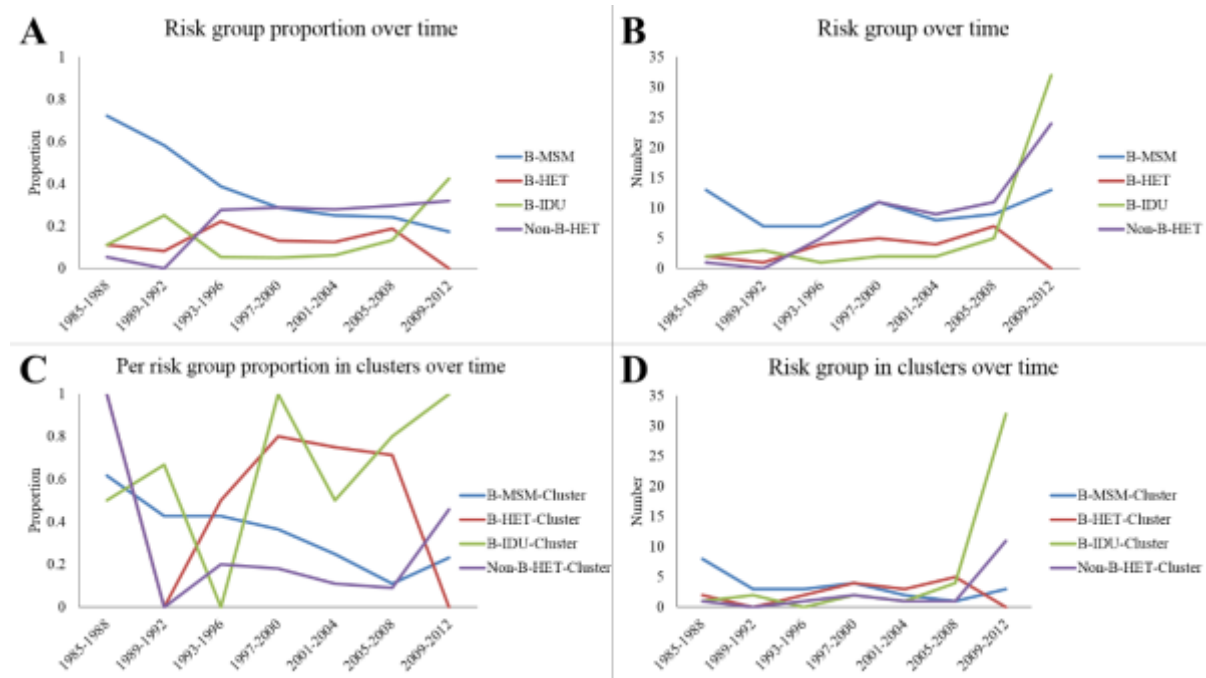 A
Risk group proportion over time
1
0.8
0.6
0.4
0.2
0
Proportion
1985-1988
1989-1992
1993-1996
1997-2000
2001-2004
2005-2008
2009-2012
B-MSM
B-HET
B-IDU
Non-B-HET
B
Risk group over time
35
30
25
20
15
10
5
0
Number
1985-1988
1989-1992
1993-1996
1997-2000
2001-2004
2005-2008
2009-2012
B-MSM
B-HET
B-IDU
Non-B-HET
C
Per risk group proportion in clusters over time
1
0.8
0.6
0.4
0.2
0
Proportion
1985-1988
1989-1992
1993-1996
1997-2000
2001-2004
2005-2008
2009-2012
B-MSM-Cluster
B-HET-Cluster
B-IDU-Cluster
Non-B-HET-Cluster
D
Risk group in clusters over time
35
30
25
20
15
10
5
0
Number
1985-1988
1989-1992
1993-1996
1997-2000
2001-2004
2005-2008
2009-2012
B-MSM-Cluster
B-HET-Cluster
B-IDU-Cluster
Non-B-HET-Cluster